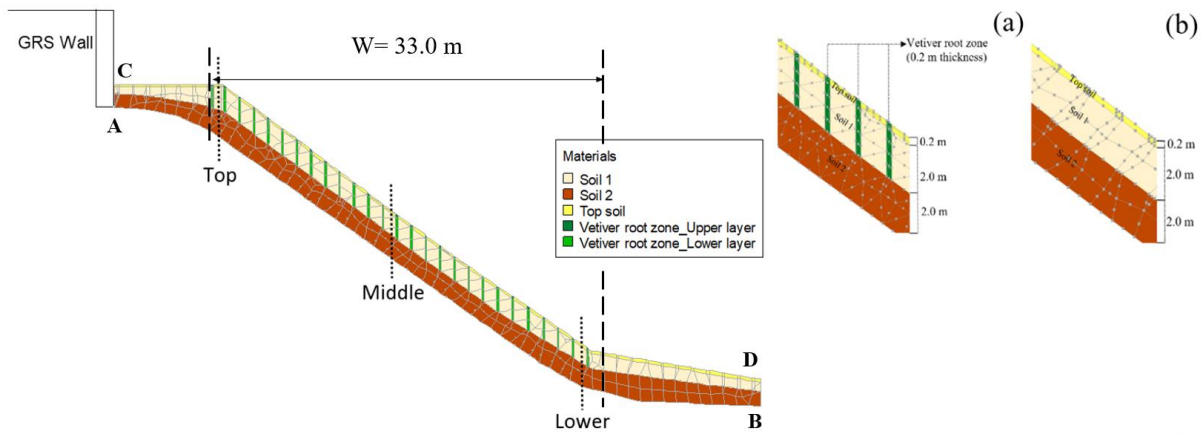 GRS Wall
C
A
W= 33.0 m
Top
Middle
Lower
D
B
Materials
Soil 1
Soil 2
Top soil
Vetiver root zone_Upper layer
Vetiver root zone_Lower layer
(a)
Vetiver root zone
(0.2 m thickness)
Top soil
Soil 1
Soil 2
0.2 m
2.0 m
2.0 m
(b)
Top soil
Soil 1
Soil 2
0.2 m
2.0 m
2.0 m